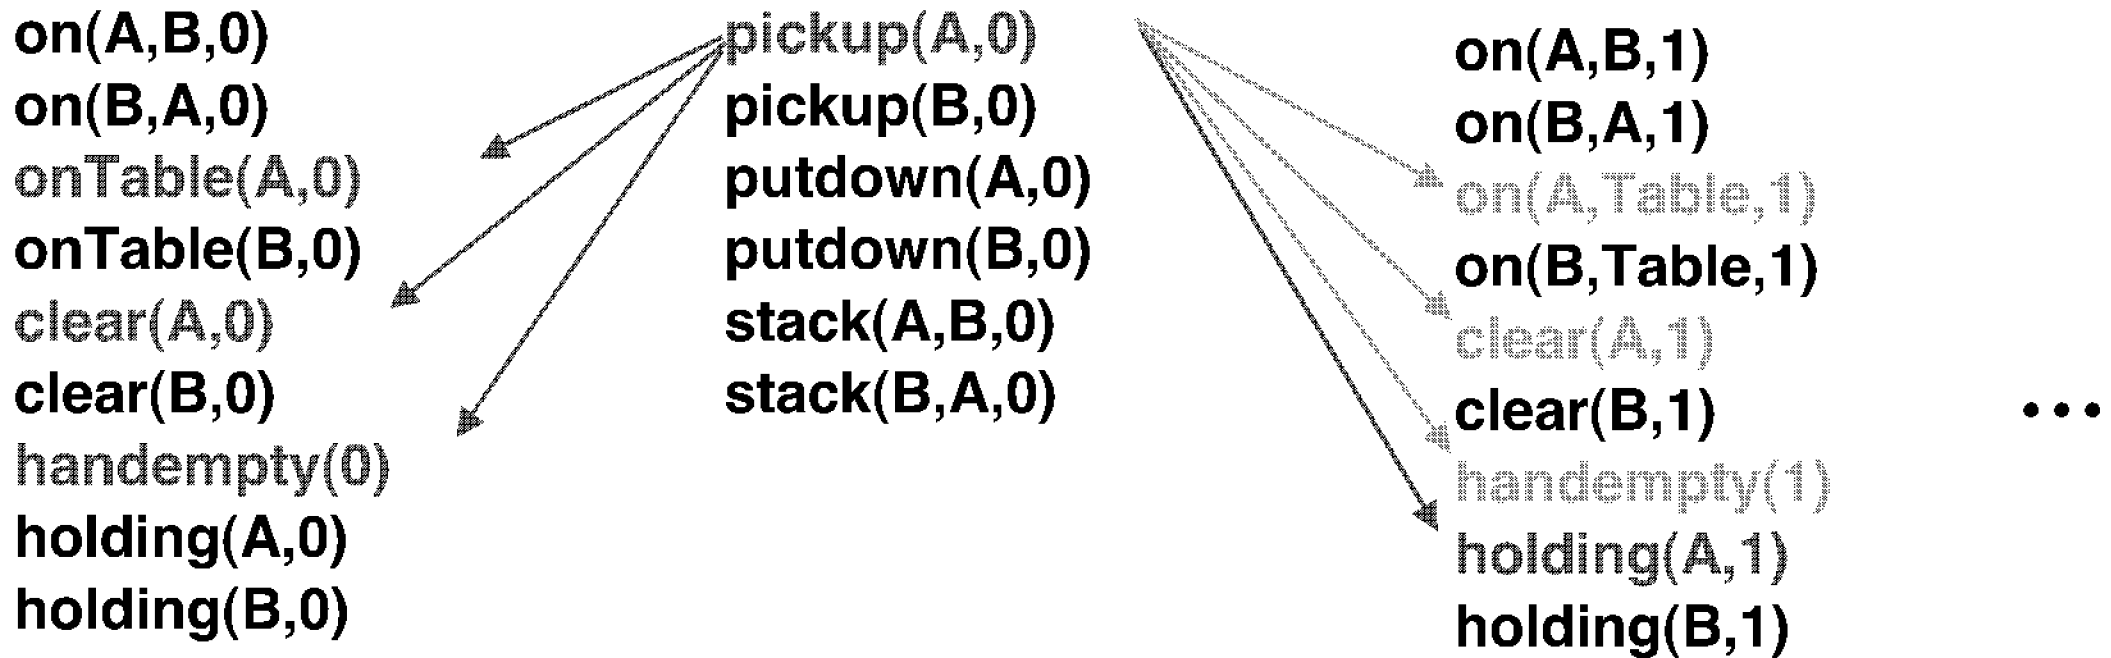 on(A,B,0)
on(B,A,0)
onTable(A,0)
onTable(B,0)
clear(A,0)
clear(B,0)
handempty(0)
holding(A,0)
holding(B,0)
pickup(A,0)
pickup(B,0)
putdown(A,0)
putdown(B,0)
stack(A,B,0)
stack(B,A,0)
on(A,B,1)
on(B,A,1)
on(A,Table,1)
on(B,Table,1)
clear(A,1)
clear(B,1)
handempty(1)
holding(A,1)
holding(B,1)
...